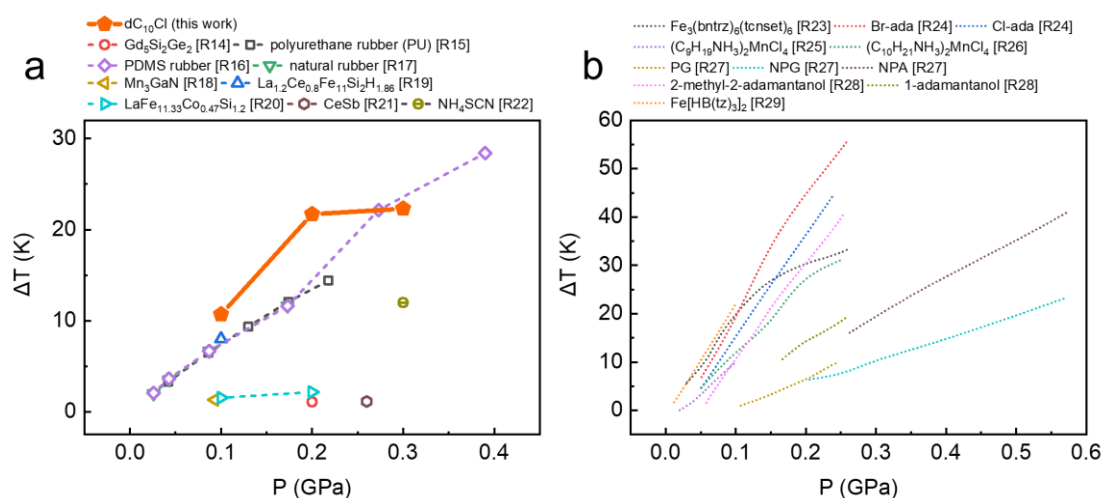 a
dC₁₀Cl (this work)
Gd₅Si₂Ge₂ [R14] polyurethane rubber (PU) [R15]
PDMS rubber [R16] natural rubber [R17]
Mn₃GaN [R18] La₁.₂Ce₀.₈Fe₁₁Si₂H₁.₈₆ [R19]
LaFe₁₁.₃₃Co₀.₄₇Si₁.₂ [R20] CeSb [R21] NH₄SCN [R22]
30
20
10
0
ΔT (K)
0.0 0.1 0.2 0.3 0.4
P (GPa)
b
Fe₃(bntrz)₆(tcnset)₆ [R23] Br-ada [R24] Cl-ada [R24]
(C₉H₁₉NH₃)2MnCl₄ [R25] (C₁₀H₂₁NH₃)2MnCl₄ [R26]
PG [R27] NPG [R27] NPA [R27]
2-methyl-2-adamantanol [R28] 1-adamantanol [R28]
Fe[HB(tz)₃]₂ [R29]
60
50
40
30
20
10
0
ΔT (K)
0.0 0.1 0.2 0.3 0.4 0.5 0.6
P (GPa)